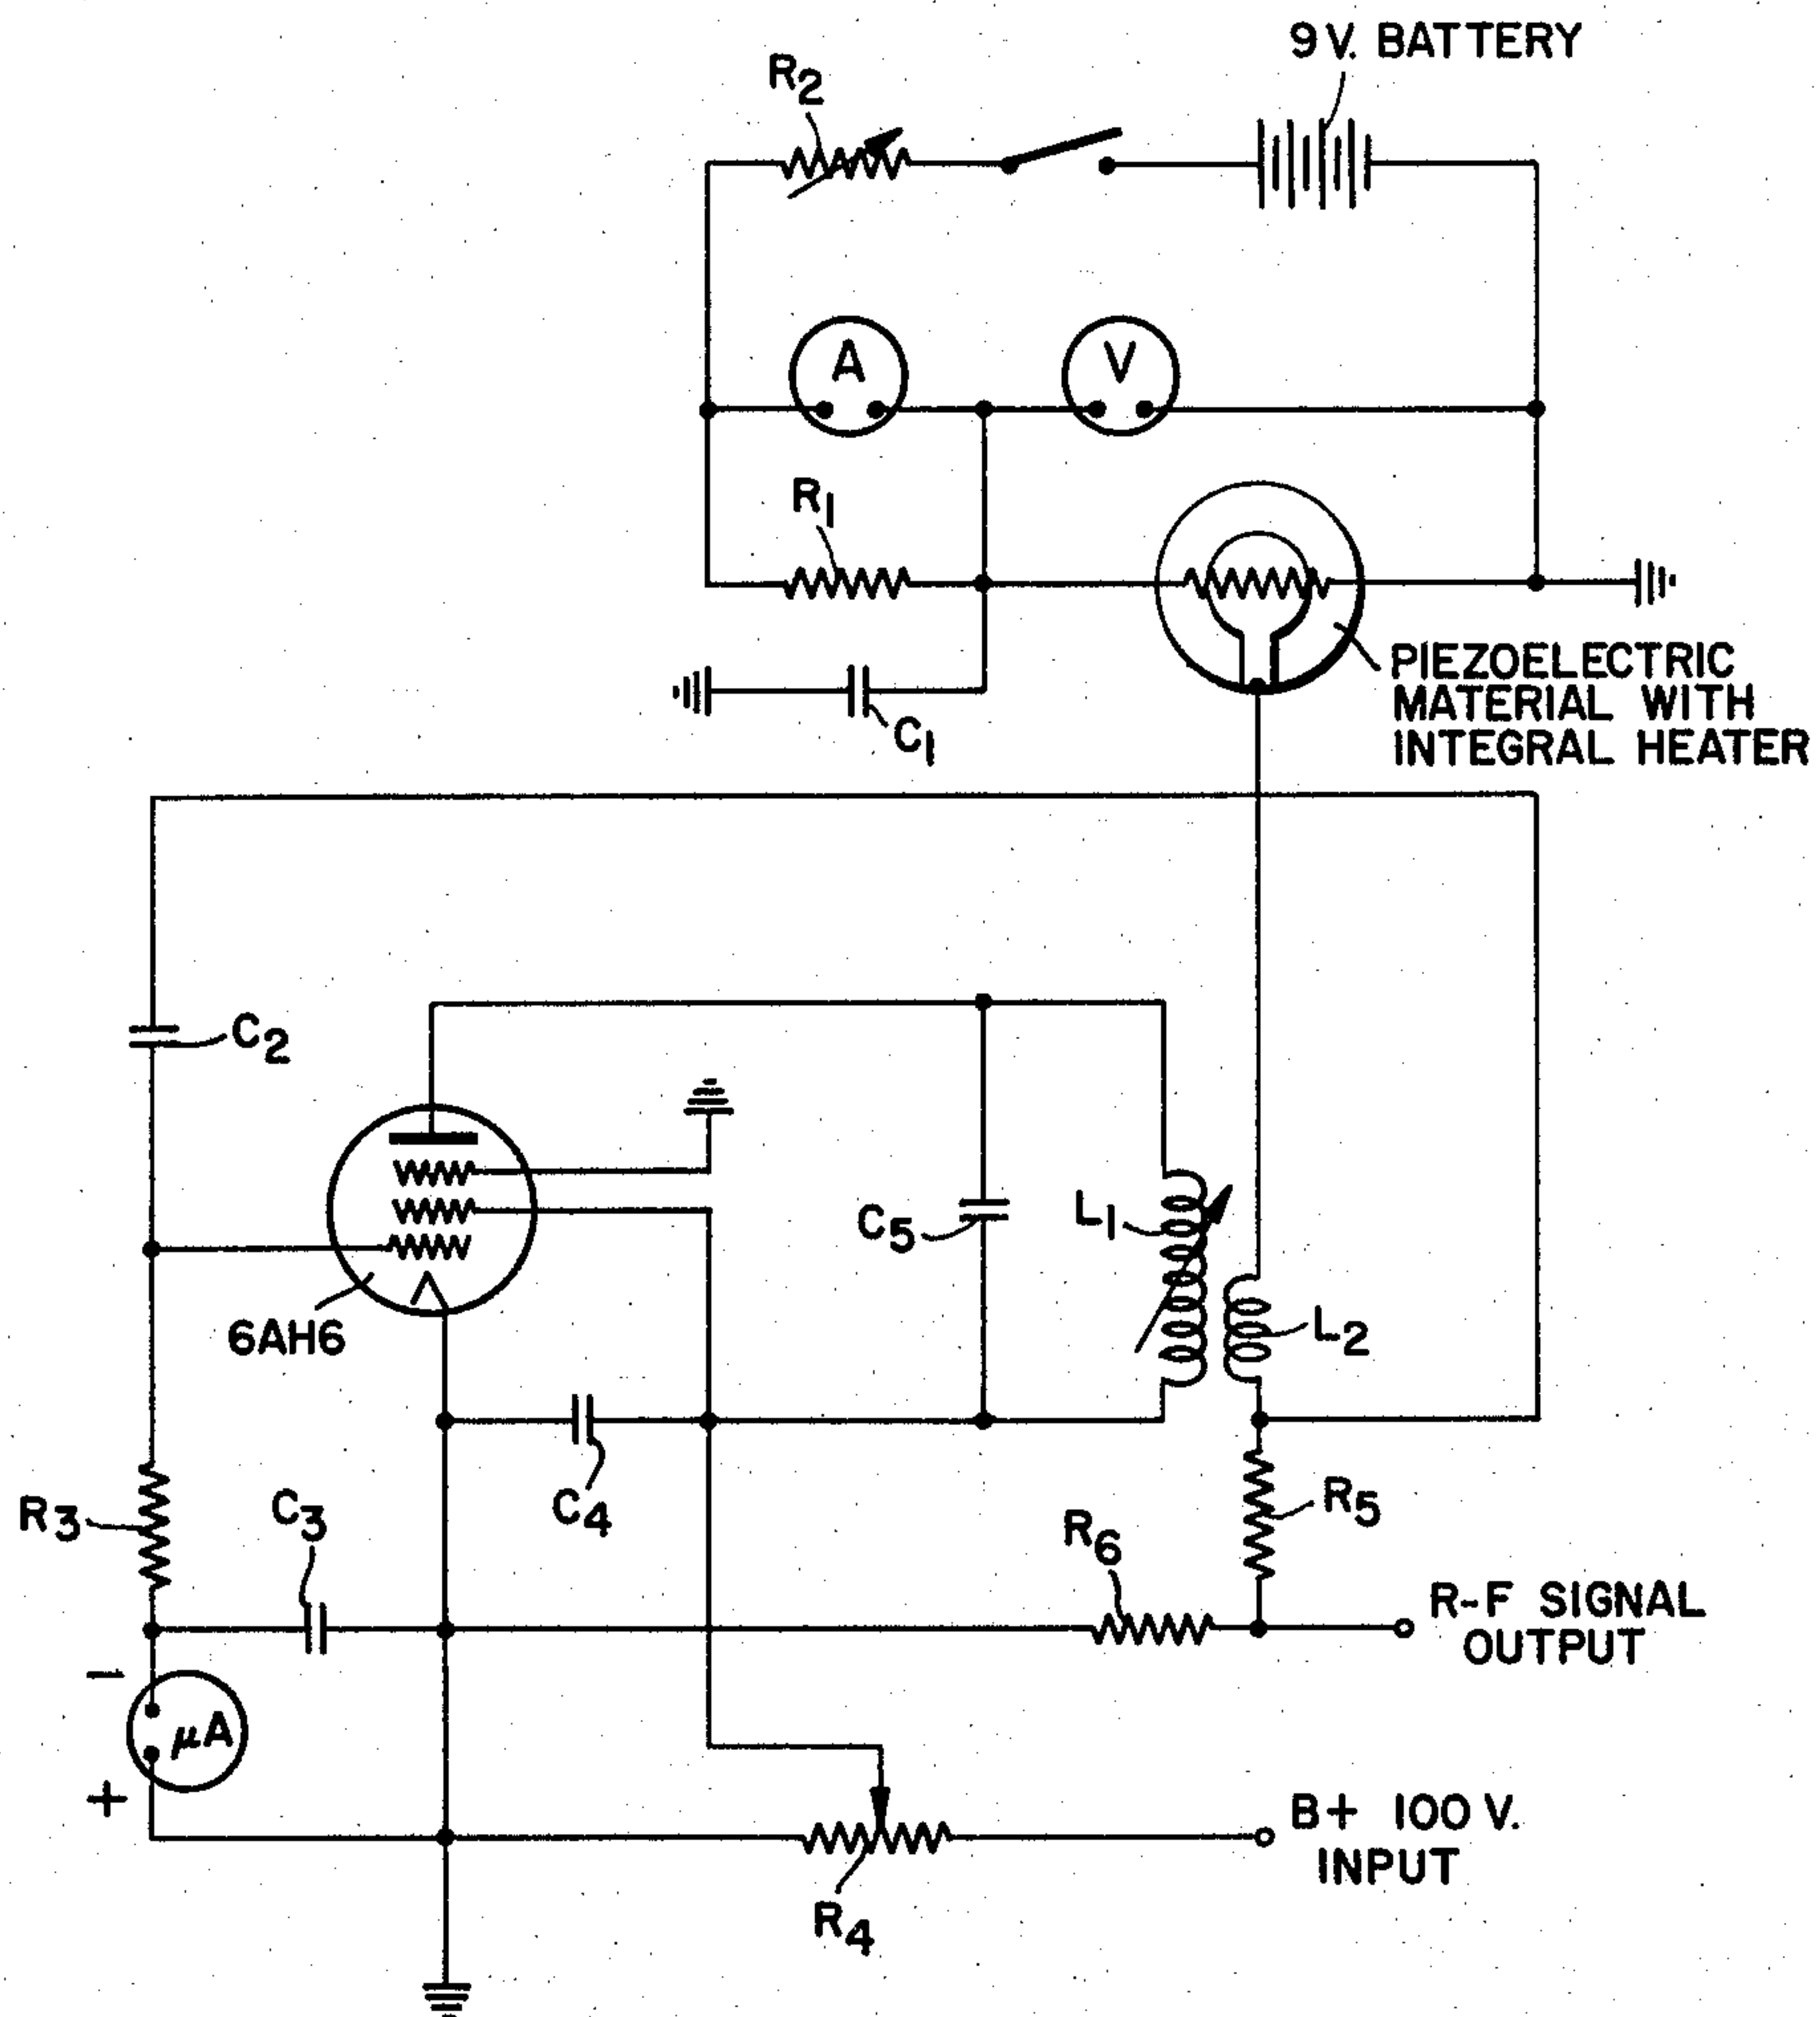 9 V. BATTERY
R2
A
V
R1
PIEZOELECTRIC
MATERIAL WITH
INTEGRAL HEATER
C1
C2
C5
L1
L2
6AH6
R3
C3
C4
R6
R5
R-F SIGNAL
OUTPUT
−
μA
+
B+ 100 V.
INPUT
R4